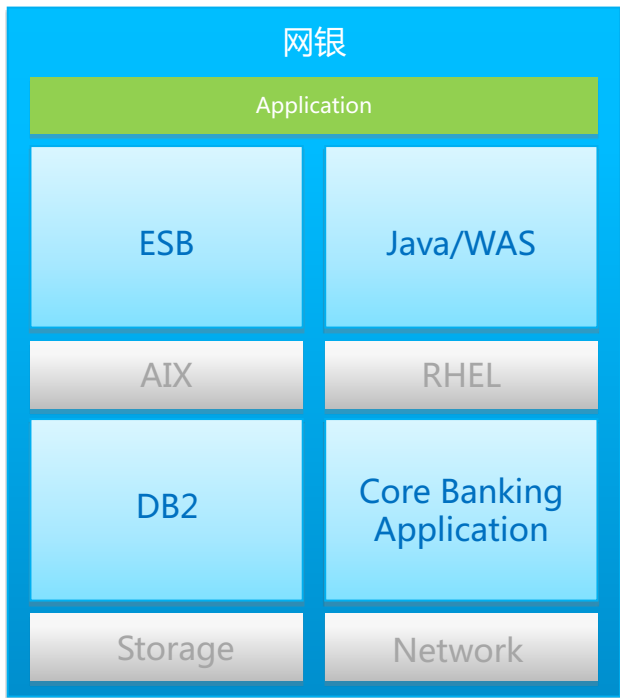 网银
Application
ESB
Java/WAS
AIX
RHEL
DB2
Core Banking
Application
Storage
Network